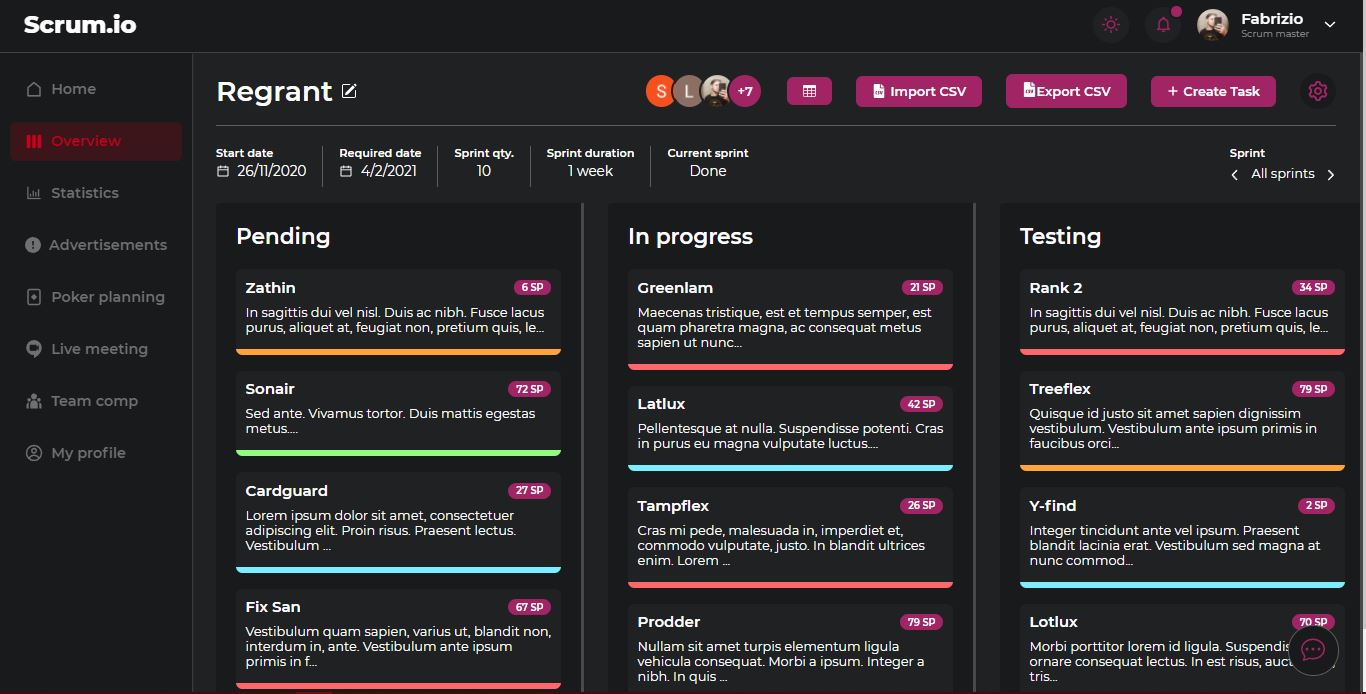 Scrum.io
Fabrizio
Scrum master
Home
Overview
Statistics
Advertisements
Poker planning
Live meeting
Team comp
My profile
Regrant
S
L
+7
Import CSV
Export CSV
+ Create Task
Start date
26/11/2020
Required date
4/2/2021
Sprint qty.
10
Sprint duration
1 week
Current sprint
Done
Sprint
All sprints
Pending
Zathin
6 SP
In sagittis dui vel nisl. Duis ac nibh. Fusce lacus
purus, aliquet at, feugiat non, pretium quis, le...
Sonair
72 SP
Sed ante. Vivamus tortor. Duis mattis egestas
metus....
Cardguard
27 SP
Lorem ipsum dolor sit amet, consectetuer
adipiscing elit. Proin risus. Praesent lectus.
Vestibulum ...
Fix San
67 SP
Vestibulum quam sapien, varius ut, blandit non,
interdum in, ante. Vestibulum ante ipsum
primis in f...
In progress
Greenlam
21 SP
Maecenas tristique, est et tempus semper, est
quam pharetra magna, ac consequat metus
sapien ut nunc...
Latlux
42 SP
Pellentesque at nulla. Suspendisse potenti. Cras
in purus eu magna vulputate luctus....
Tampflex
26 SP
Cras mi pede, malesuada in, imperdiet et,
commodo vulputate, justo. In blandit ultrices
enim. Lorem ...
Prodder
79 SP
Nullam sit amet turpis elementum ligula
vehicula consequat. Morbi a ipsum. Integer a
nibh. In quis ...
Testing
Rank 2
34 SP
In sagittis dui vel nisl. Duis ac nibh. Fusce lacus
purus, aliquet at, feugiat non, pretium quis, le...
Treeflex
79 SP
Quisque id justo sit amet sapien dignissim
vestibulum. Vestibulum ante ipsum primis in
faucibus orci...
Y-find
2 SP
Integer tincidunt ante vel ipsum. Praesent
blandit lacinia erat. Vestibulum sed magna at
nunc commod...
Lotlux
70 SP
Morbi porttitor lorem id ligula. Suspendis
ornare consequat lectus. In est risus, auc
tris...